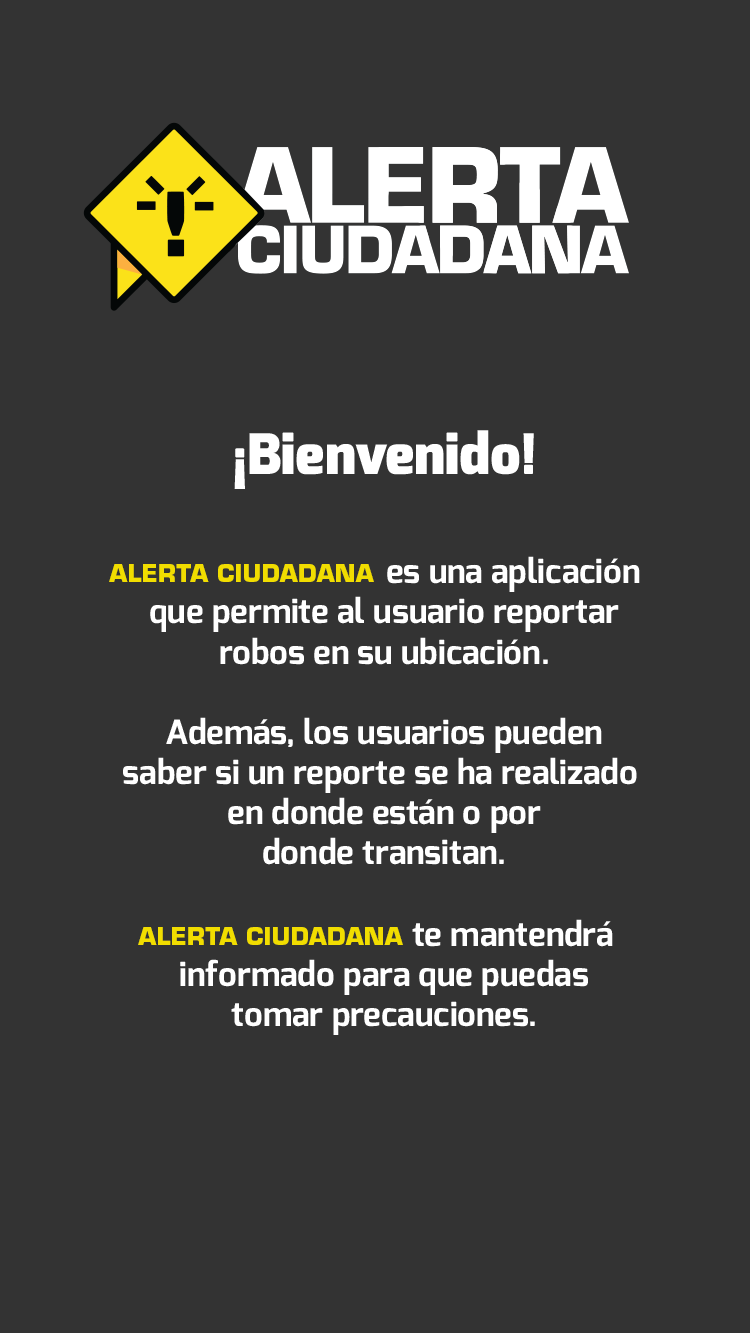 ALERTA
CIUDADANA
¡Bienvenido!
ALERTA CIUDADANA es una aplicación
que permite al usuario reportar
robos en su ubicación.
Además, los usuarios pueden
saber si un reporte se ha realizado
en donde están o por
donde transitan.
ALERTA CIUDADANA te mantendrá
informado para que puedas
tomar precauciones.